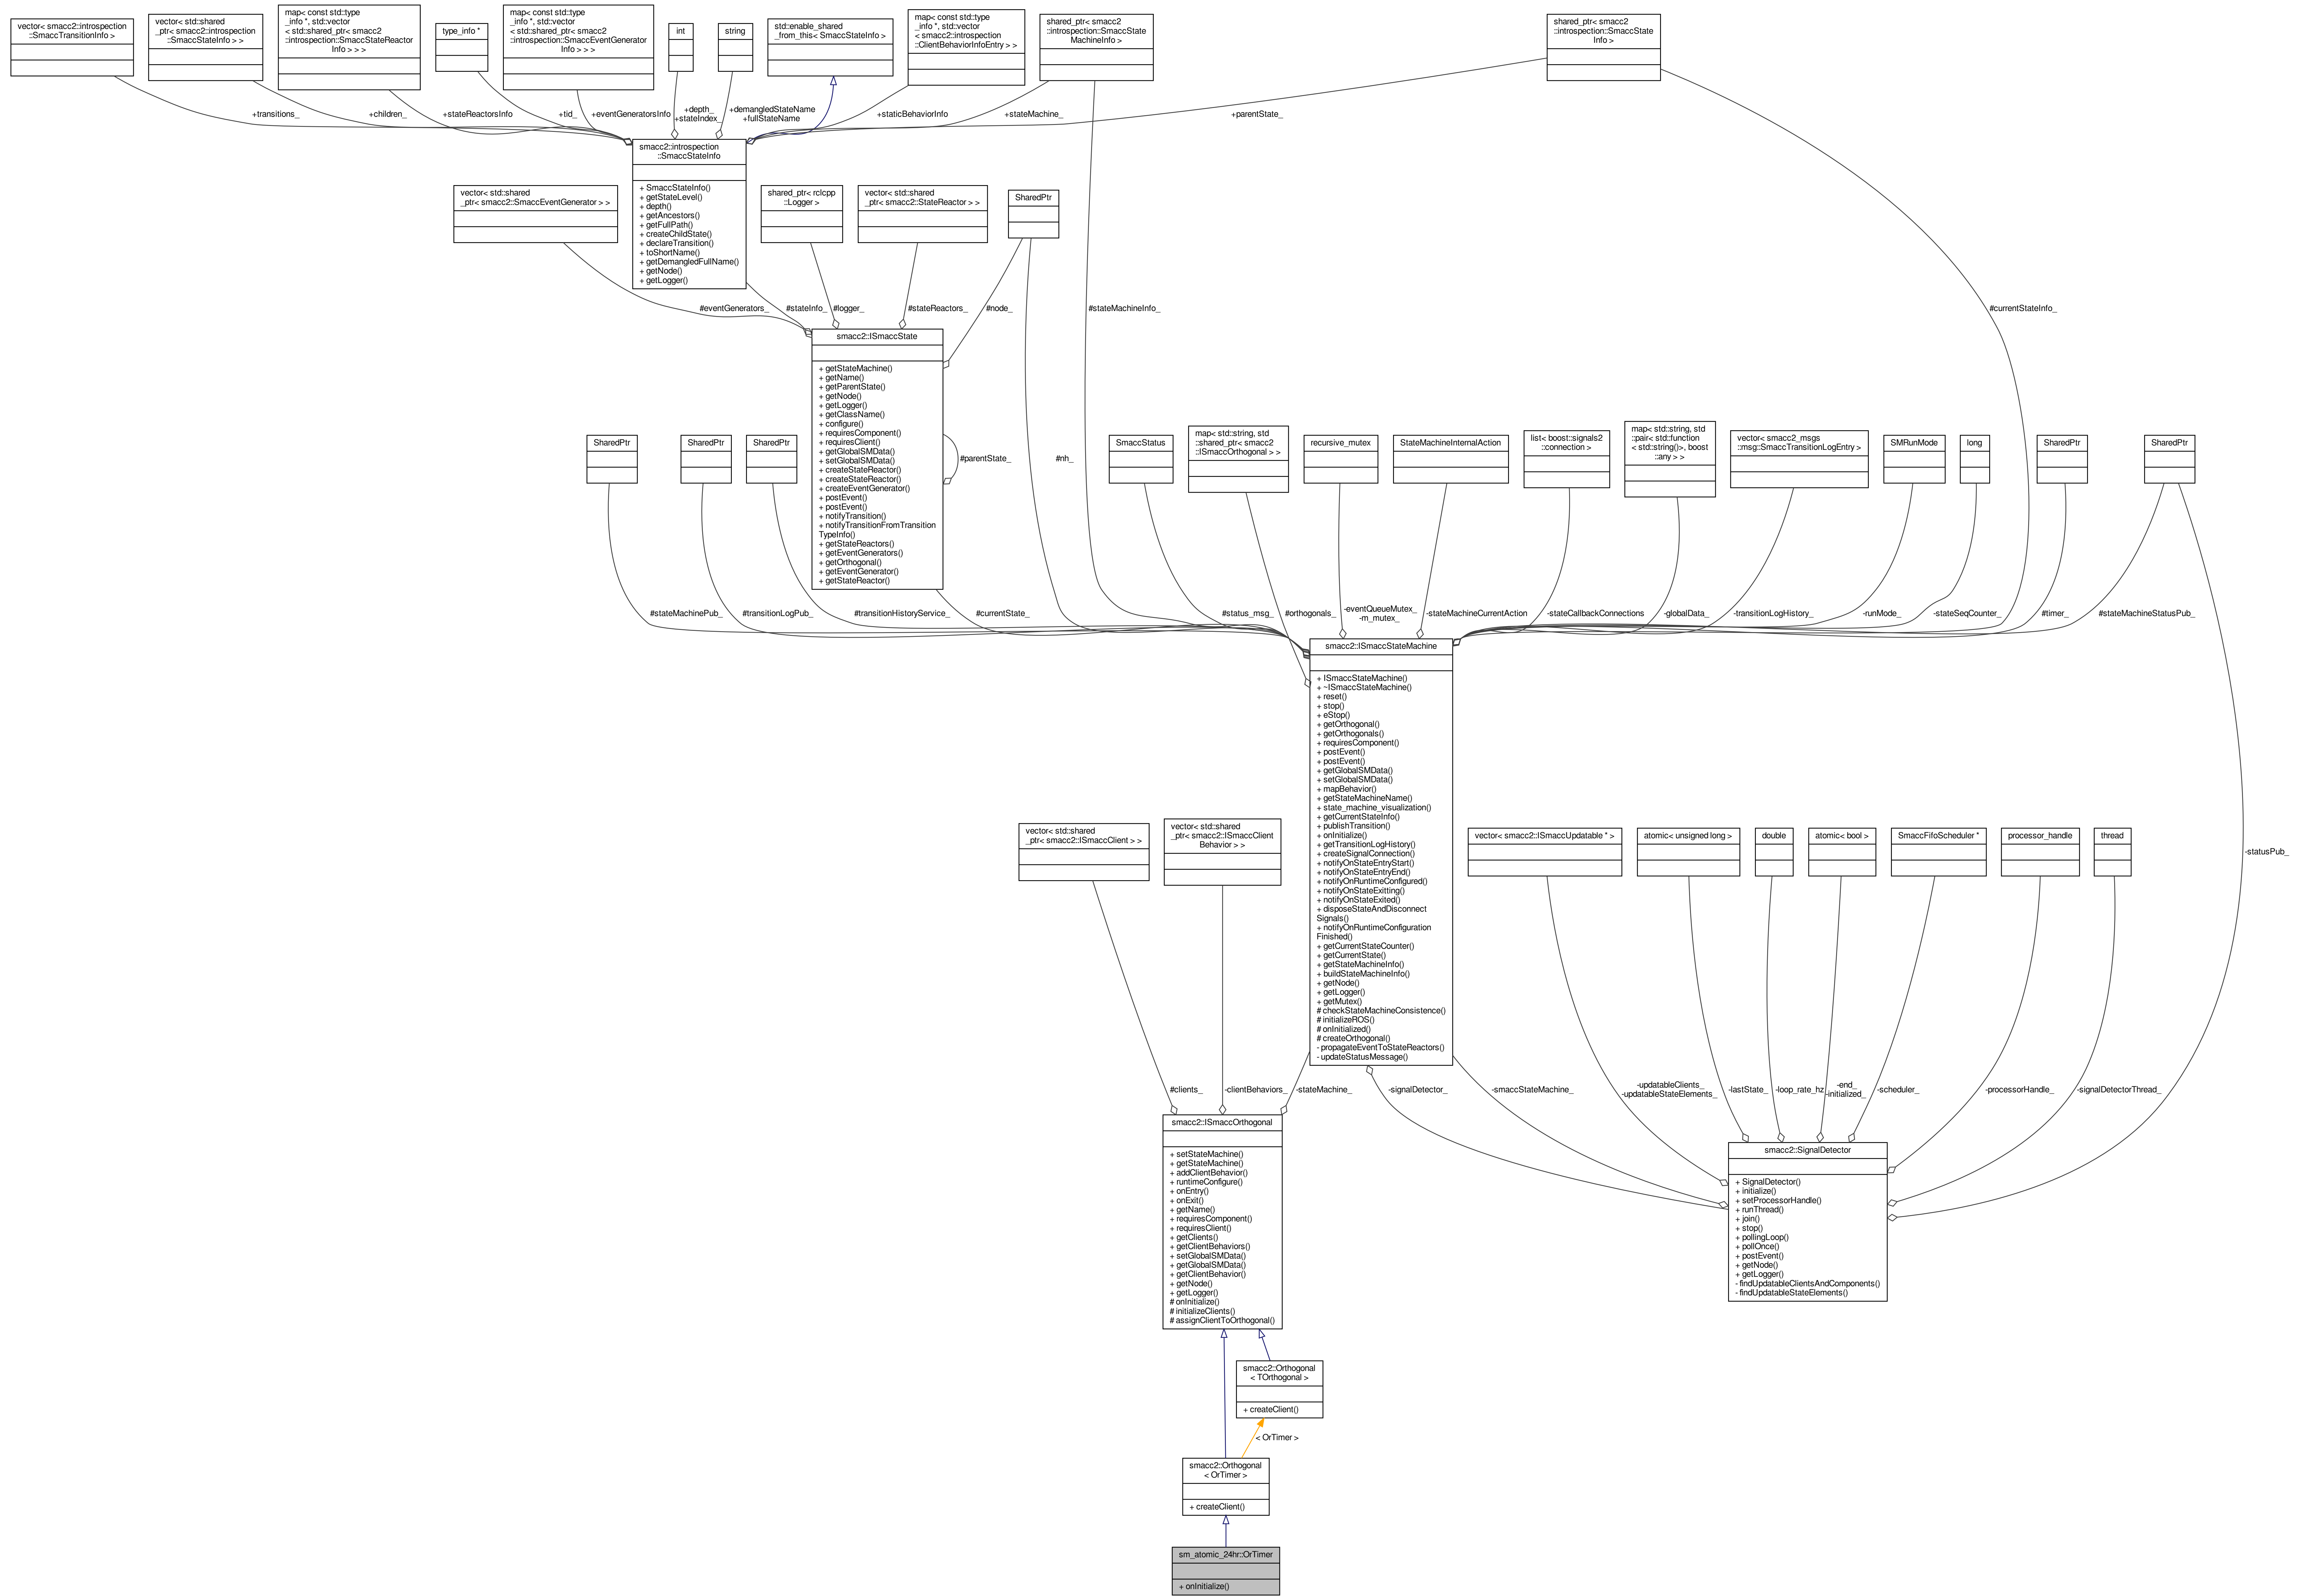 vector< smacc2::introspection
::SmaccTransitionInfo >
vector< std::shared
_ptr< smacc2::introspection
::SmaccStateInfo > >
map< const std::type
_info *, std::vector
< std::shared_ptr< smacc2
::introspection::SmaccStateReactor
Info > > >
type_info *
map< const std::type
_info *, std::vector
< std::shared_ptr< smacc2
::introspection::SmaccEventGenerator
Info > > >
int
string
std::enable_shared
_from_this< SmaccStateInfo >
map< const std::type
_info *, std::vector
< smacc2::introspection
::ClientBehaviorInfoEntry > >
shared_ptr< smacc2
::introspection::SmaccState
MachineInfo >
shared_ptr< smacc2
::introspection::SmaccState
Info >
+transitions_
+children_
+stateReactorsInfo
+tid_
+eventGeneratorsInfo
+depth_
+stateIndex_
+demangledStateName
+fullStateName
+staticBehaviorInfo
+stateMachine_
+parentState_
smacc2::introspection
::SmaccStateInfo
+ SmaccStateInfo()
+ getStateLevel()
+ depth()
+ getAncestors()
+ getFullPath()
+ createChildState()
+ declareTransition()
+ toShortName()
+ getDemangledFullName()
+ getNode()
+ getLogger()
vector< std::shared
_ptr< smacc2::SmaccEventGenerator > >
shared_ptr< rclcpp
::Logger >
vector< std::shared
_ptr< smacc2::StateReactor > >
SharedPtr
#eventGenerators_
#stateInfo_
#logger_
#stateReactors_
#node_
#stateMachineInfo_
#currentStateInfo_
smacc2::ISmaccState
+ getStateMachine()
+ getName()
+ getParentState()
+ getNode()
+ getLogger()
+ getClassName()
+ configure()
+ requiresComponent()
+ requiresClient()
+ getGlobalSMData()
+ setGlobalSMData()
+ createStateReactor()
+ createStateReactor()
+ createEventGenerator()
+ postEvent()
+ postEvent()
+ notifyTransition()
+ notifyTransitionFromTransition
TypeInfo()
+ getStateReactors()
+ getEventGenerators()
+ getOrthogonal()
+ getEventGenerator()
+ getStateReactor()
#parentState_
#nh_
SharedPtr
SharedPtr
SharedPtr
SmaccStatus
map< std::string, std
::shared_ptr< smacc2
::ISmaccOrthogonal > >
recursive_mutex
StateMachineInternalAction
list< boost::signals2
::connection >
map< std::string, std
::pair< std::function
< std::string()>, boost
::any > >
vector< smacc2_msgs
::msg::SmaccTransitionLogEntry >
SMRunMode
long
SharedPtr
SharedPtr
#stateMachinePub_
#transitionLogPub_
#transitionHistoryService_
#currentState_
#status_msg_
#orthogonals_
-eventQueueMutex_
-m_mutex_
-stateMachineCurrentAction
-stateCallbackConnections
-globalData_
-transitionLogHistory_
-runMode_
-stateSeqCounter_
#timer_
#stateMachineStatusPub_
smacc2::ISmaccStateMachine
+ ISmaccStateMachine()
+ ~ISmaccStateMachine()
+ reset()
+ stop()
+ eStop()
+ getOrthogonal()
+ getOrthogonals()
+ requiresComponent()
+ postEvent()
+ postEvent()
+ getGlobalSMData()
+ setGlobalSMData()
+ mapBehavior()
+ getStateMachineName()
+ state_machine_visualization()
+ getCurrentStateInfo()
+ publishTransition()
+ onInitialize()
+ getTransitionLogHistory()
+ createSignalConnection()
+ notifyOnStateEntryStart()
+ notifyOnStateEntryEnd()
+ notifyOnRuntimeConfigured()
+ notifyOnStateExitting()
+ notifyOnStateExited()
+ disposeStateAndDisconnect
Signals()
+ notifyOnRuntimeConfiguration
Finished()
+ getCurrentStateCounter()
+ getCurrentState()
+ getStateMachineInfo()
+ buildStateMachineInfo()
+ getNode()
+ getLogger()
+ getMutex()
# checkStateMachineConsistence()
# initializeROS()
# onInitialized()
# createOrthogonal()
- propagateEventToStateReactors()
- updateStatusMessage()
vector< std::shared
_ptr< smacc2::ISmaccClient > >
vector< std::shared
_ptr< smacc2::ISmaccClient
Behavior > >
vector< smacc2::ISmaccUpdatable * >
atomic< unsigned long >
double
atomic< bool >
SmaccFifoScheduler *
processor_handle
thread
-statusPub_
#clients_
-clientBehaviors_
-stateMachine_
-signalDetector_
-smaccStateMachine_
-updatableClients_
-updatableStateElements_
-lastState_
-loop_rate_hz
-end_
-initialized_
-scheduler_
-processorHandle_
-signalDetectorThread_
smacc2::ISmaccOrthogonal
+ setStateMachine()
+ getStateMachine()
+ addClientBehavior()
+ runtimeConfigure()
+ onEntry()
+ onExit()
+ getName()
+ requiresComponent()
+ requiresClient()
+ getClients()
+ getClientBehaviors()
+ setGlobalSMData()
+ getGlobalSMData()
+ getClientBehavior()
+ getNode()
+ getLogger()
# onInitialize()
# initializeClients()
# assignClientToOrthogonal()
smacc2::SignalDetector
+ SignalDetector()
+ initialize()
+ setProcessorHandle()
+ runThread()
+ join()
+ stop()
+ pollingLoop()
+ pollOnce()
+ postEvent()
+ getNode()
+ getLogger()
- findUpdatableClientsAndComponents()
- findUpdatableStateElements()
smacc2::Orthogonal
< TOrthogonal >
+ createClient()
< OrTimer >
smacc2::Orthogonal
< OrTimer >
+ createClient()
sm_atomic_24hr::OrTimer
+ onInitialize()